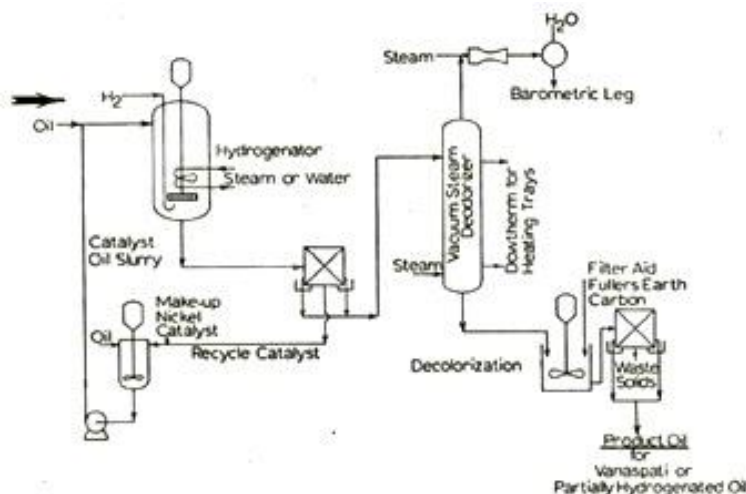 H2O
Steam
Barometric Leg
H2
Oil
Hydrogenator
Steam or Water
Vacuum Steam
Deodorizer
Dowtherm for
Heating Trays
Catalyst
Oil Slurry
Steam
Filter Aid
Fullers Earth
Carbon
Make-up
Nickel
Catalyst
Oil
Recycle Catalyst
Decolorization
Waste
Solids
Product Oil
for
Vanaspati or
Partially Hydrogenated Oil